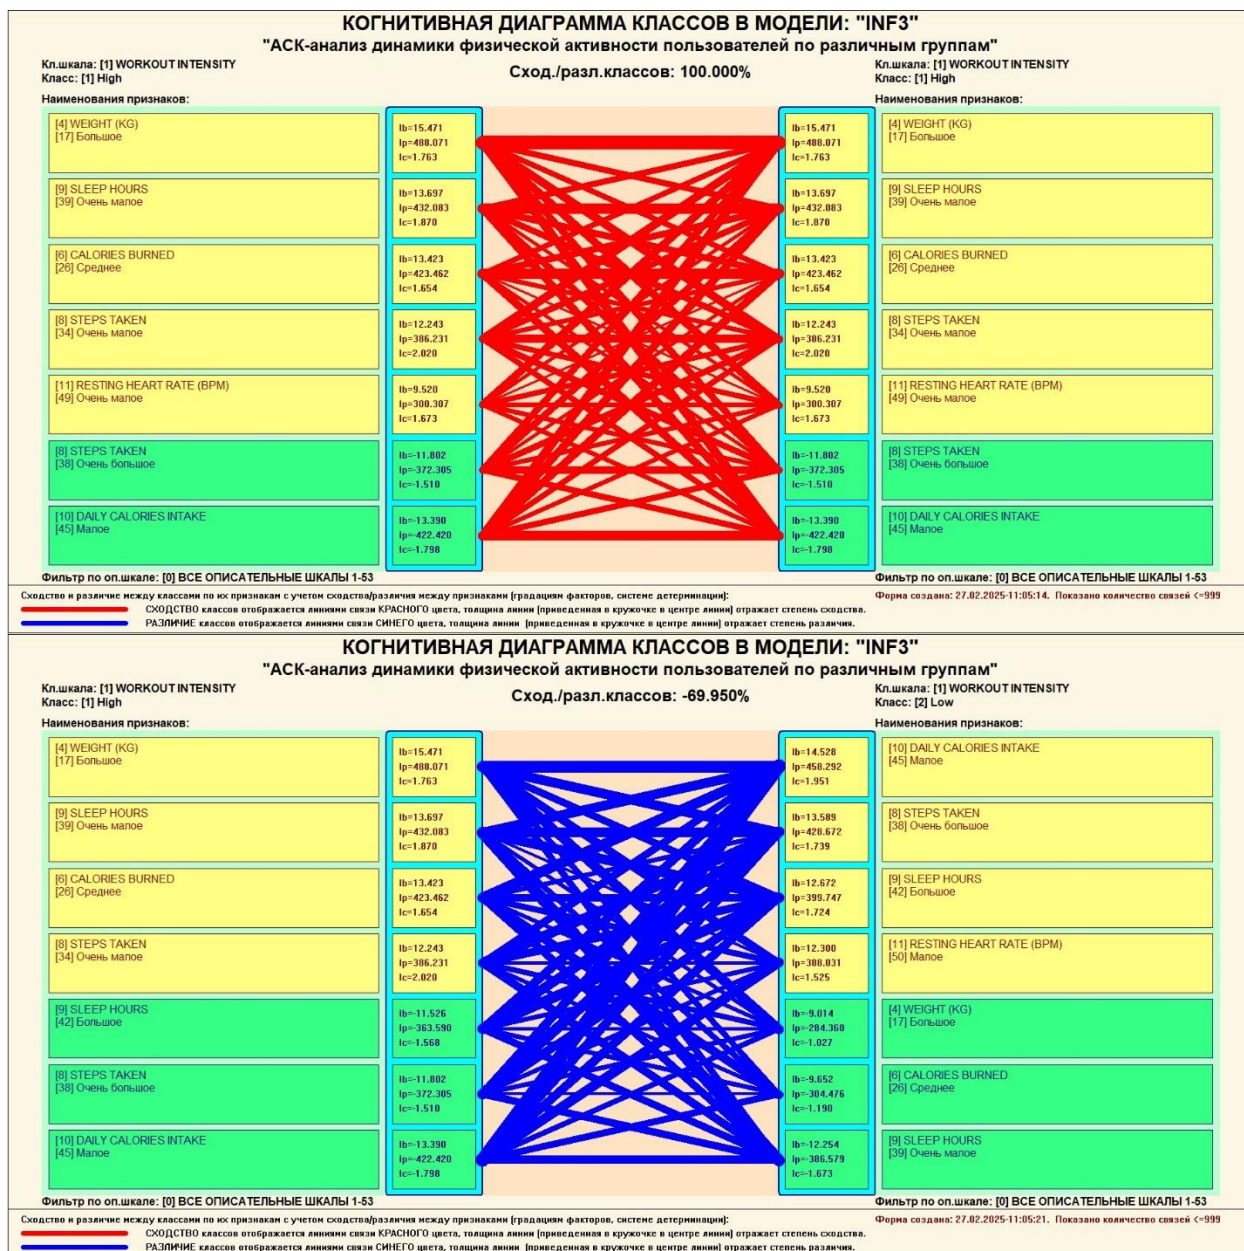 КОГНИТИВНАЯ ДИАГРАММА КЛАССОВ В МОДЕЛИ: "INF3"
"АСК-анализ динамики физической активности пользователей по различным группам"
Кл.шкала: [1] WORKOUT INTENSITY
Класс: [1] High
Сход./разл.классов: 100.000%
Кл.шкала: [1] WORKOUT INTENSITY
Класс: [1] High
Наименования признаков:
Наименования признаков:
[4] WEIGHT (KG)
[17] Большое
Ib=15.471
Ip=488.071
Ic=1.763
Ib=15.471
Ip=488.071
Ic=1.763
[4] WEIGHT (KG)
[17] Большое
[9] SLEEP HOURS
[39] Очень малое
Ib=13.697
Ip=432.083
Ic=1.870
Ib=13.697
Ip=432.083
Ic=1.870
[9] SLEEP HOURS
[39] Очень малое
[6] CALORIES BURNED
[26] Среднее
Ib=13.423
Ip=423.462
Ic=1.654
Ib=13.423
Ip=423.462
Ic=1.654
[6] CALORIES BURNED
[26] Среднее
[8] STEPS TAKEN
[34] Очень малое
Ib=12.243
Ip=386.231
Ic=2.020
Ib=12.243
Ip=386.231
Ic=2.020
[8] STEPS TAKEN
[34] Очень малое
[11] RESTING HEART RATE (BPM)
[49] Очень малое
Ib=9.520
Ip=300.307
Ic=1.673
Ib=9.520
Ip=300.307
Ic=1.673
[11] RESTING HEART RATE (BPM)
[49] Очень малое
[8] STEPS TAKEN
[38] Очень большое
Ib=-11.802
Ip=-372.305
Ic=-1.510
Ib=-11.802
Ip=-372.305
Ic=-1.510
[8] STEPS TAKEN
[38] Очень большое
[10] DAILY CALORIES INTAKE
[45] Малое
Ib=-13.390
Ip=-422.420
Ic=-1.798
Ib=-13.390
Ip=-422.420
Ic=-1.798
[10] DAILY CALORIES INTAKE
[45] Малое
Фильтр по оп.шкале: [0] ВСЕ ОПИСАТЕЛЬНЫЕ ШКАЛЫ 1-53
Фильтр по оп.шкале: [0] ВСЕ ОПИСАТЕЛЬНЫЕ ШКАЛЫ 1-53
Сходство и различие между классами по их признакам с учетом сходства/различия между признаками (градациям факторов, системе детерминации):
Форма создана: 27.02.2025-11:05:14. Показано количество связей <=999
СХОДСТВО классов отображается линиями связи КРАСНОГО цвета, толщина линии (приведенная в кружочке в центре линии) отражает степень сходства.
РАЗЛИЧИЕ классов отображается линиями связи СИНЕГО цвета, толщина линии (приведенная в кружочке в центре линии) отражает степень различия.
КОГНИТИВНАЯ ДИАГРАММА КЛАССОВ В МОДЕЛИ: "INF3"
"АСК-анализ динамики физической активности пользователей по различным группам"
Кл.шкала: [1] WORKOUT INTENSITY
Класс: [1] High
Сход./разл.классов: -69.950%
Кл.шкала: [1] WORKOUT INTENSITY
Класс: [2] Low
Наименования признаков:
Наименования признаков:
[4] WEIGHT (KG)
[17] Большое
Ib=15.471
Ip=488.071
Ic=1.763
Ib=14.528
Ip=458.292
Ic=1.951
[10] DAILY CALORIES INTAKE
[45] Малое
[9] SLEEP HOURS
[39] Очень малое
Ib=13.697
Ip=432.083
Ic=1.870
Ib=13.589
Ip=428.672
Ic=1.739
[8] STEPS TAKEN
[38] Очень большое
[6] CALORIES BURNED
[26] Среднее
Ib=13.423
Ip=423.462
Ic=1.654
Ib=12.672
Ip=399.747
Ic=1.724
[9] SLEEP HOURS
[42] Большое
[8] STEPS TAKEN
[34] Очень малое
Ib=12.243
Ip=386.231
Ic=2.020
Ib=12.300
Ip=388.031
Ic=1.525
[11] RESTING HEART RATE (BPM)
[50] Малое
[9] SLEEP HOURS
[42] Большое
Ib=-11.526
Ip=-363.590
Ic=-1.568
Ib=-9.014
Ip=-284.360
Ic=-1.027
[4] WEIGHT (KG)
[17] Большое
[8] STEPS TAKEN
[38] Очень большое
Ib=-11.802
Ip=-372.305
Ic=-1.510
Ib=-9.652
Ip=-304.476
Ic=-1.190
[6] CALORIES BURNED
[26] Среднее
[10] DAILY CALORIES INTAKE
[45] Малое
Ib=-13.390
Ip=-422.420
Ic=-1.798
Ib=-12.254
Ip=-386.579
Ic=-1.673
[9] SLEEP HOURS
[39] Очень малое
Фильтр по оп.шкале: [0] ВСЕ ОПИСАТЕЛЬНЫЕ ШКАЛЫ 1-53
Фильтр по оп.шкале: [0] ВСЕ ОПИСАТЕЛЬНЫЕ ШКАЛЫ 1-53
Сходство и различие между классами по их признакам с учетом сходства/различия между признаками (градациям факторов, системе детерминации):
Форма создана: 27.02.2025-11:05:21. Показано количество связей <=999
СХОДСТВО классов отображается линиями связи КРАСНОГО цвета, толщина линии (приведенная в кружочке в центре линии) отражает степень сходства.
РАЗЛИЧИЕ классов отображается линиями связи СИНЕГО цвета, толщина линии (приведенная в кружочке в центре линии) отражает степень различия.